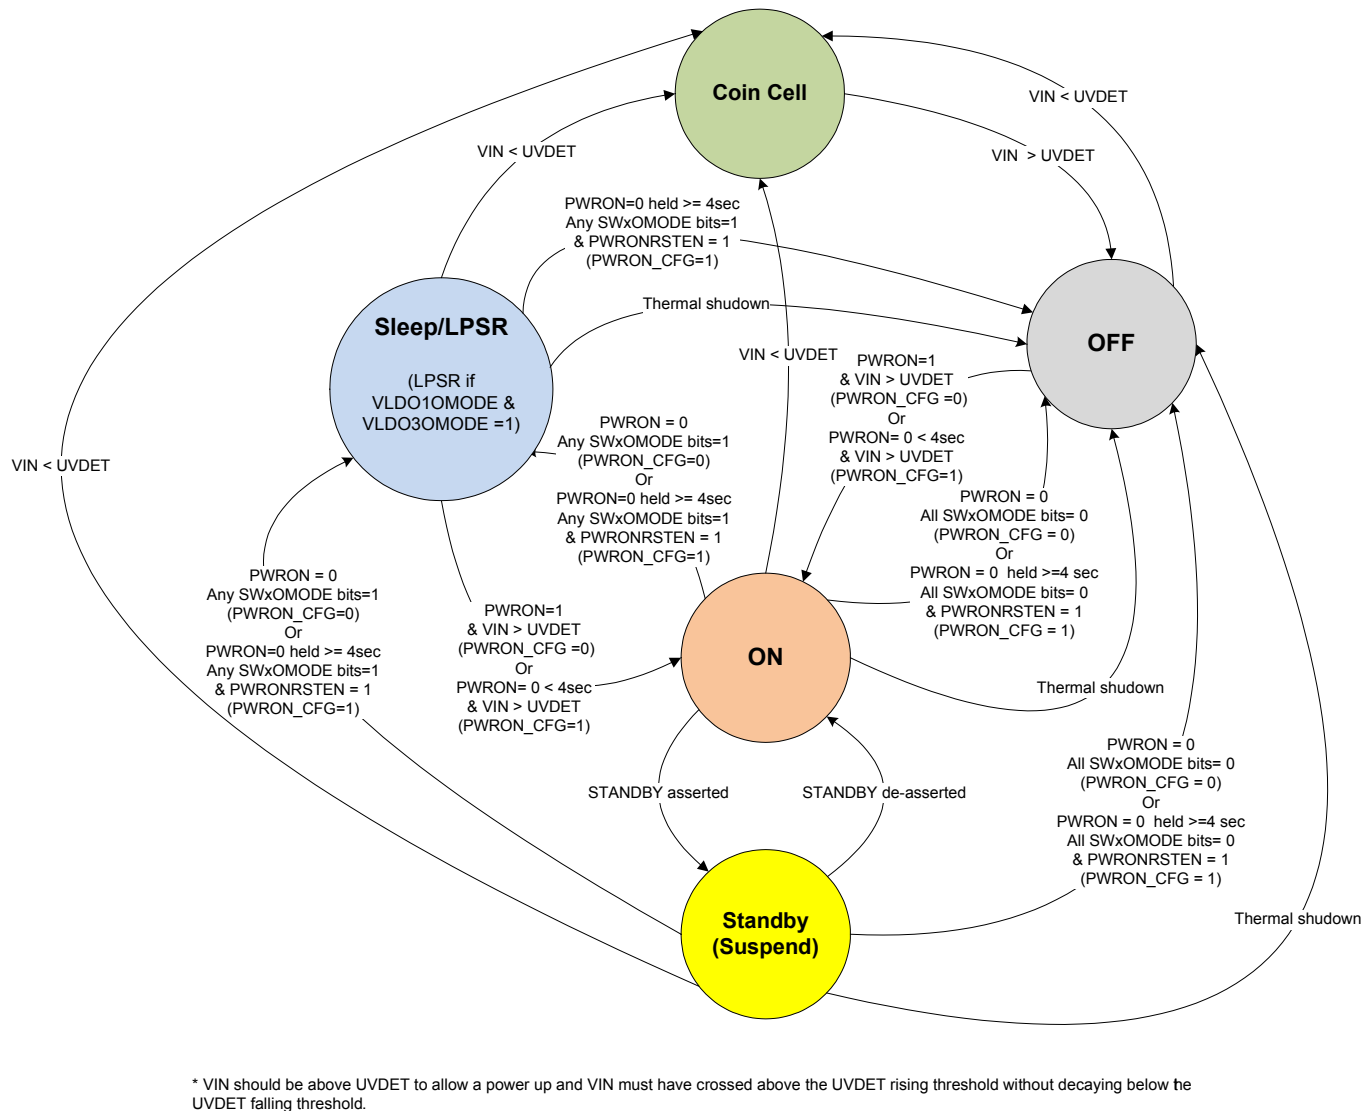 Coin Cell
VIN < UVDET
VIN < UVDET
VIN > UVDET
PWRON=0 held >= 4sec
Any SWxOMODE bits=1
& PWRONRSTEN = 1
(PWRON_CFG=1)
Thermal shudown
Sleep/LPSR
(LPSR if
VLDO1OMODE &
VLDO3OMODE =1)
OFF
VIN < UVDET
PWRON=1
& VIN > UVDET
(PWRON_CFG =0)
Or
PWRON= 0 < 4sec
& VIN > UVDET
(PWRON_CFG=1)
PWRON = 0
Any SWxOMODE bits=1
(PWRON_CFG=0)
Or
PWRON=0 held >= 4sec
Any SWxOMODE bits=1
& PWRONRSTEN = 1
(PWRON_CFG=1)
VIN < UVDET
PWRON = 0
All SWxOMODE bits= 0
(PWRON_CFG = 0)
Or
PWRON = 0 held >=4 sec
All SWxOMODE bits= 0
& PWRONRSTEN = 1
(PWRON_CFG = 1)
PWRON = 0
Any SWxOMODE bits=1
(PWRON_CFG=0)
Or
PWRON=0 held >= 4sec
Any SWxOMODE bits=1
& PWRONRSTEN = 1
(PWRON_CFG=1)
PWRON=1
& VIN > UVDET
(PWRON_CFG =0)
Or
PWRON= 0 < 4sec
& VIN > UVDET
(PWRON_CFG=1)
ON
Thermal shudown
STANDBY asserted
STANDBY de-asserted
PWRON = 0
All SWxOMODE bits= 0
(PWRON_CFG = 0)
Or
PWRON = 0 held >=4 sec
All SWxOMODE bits= 0
& PWRONRSTEN = 1
(PWRON_CFG = 1)
Standby
(Suspend)
Thermal shudown
* VIN should be above UVDET to allow a power up and VIN must have crossed above the UVDET rising threshold without decaying below the
UVDET falling threshold.